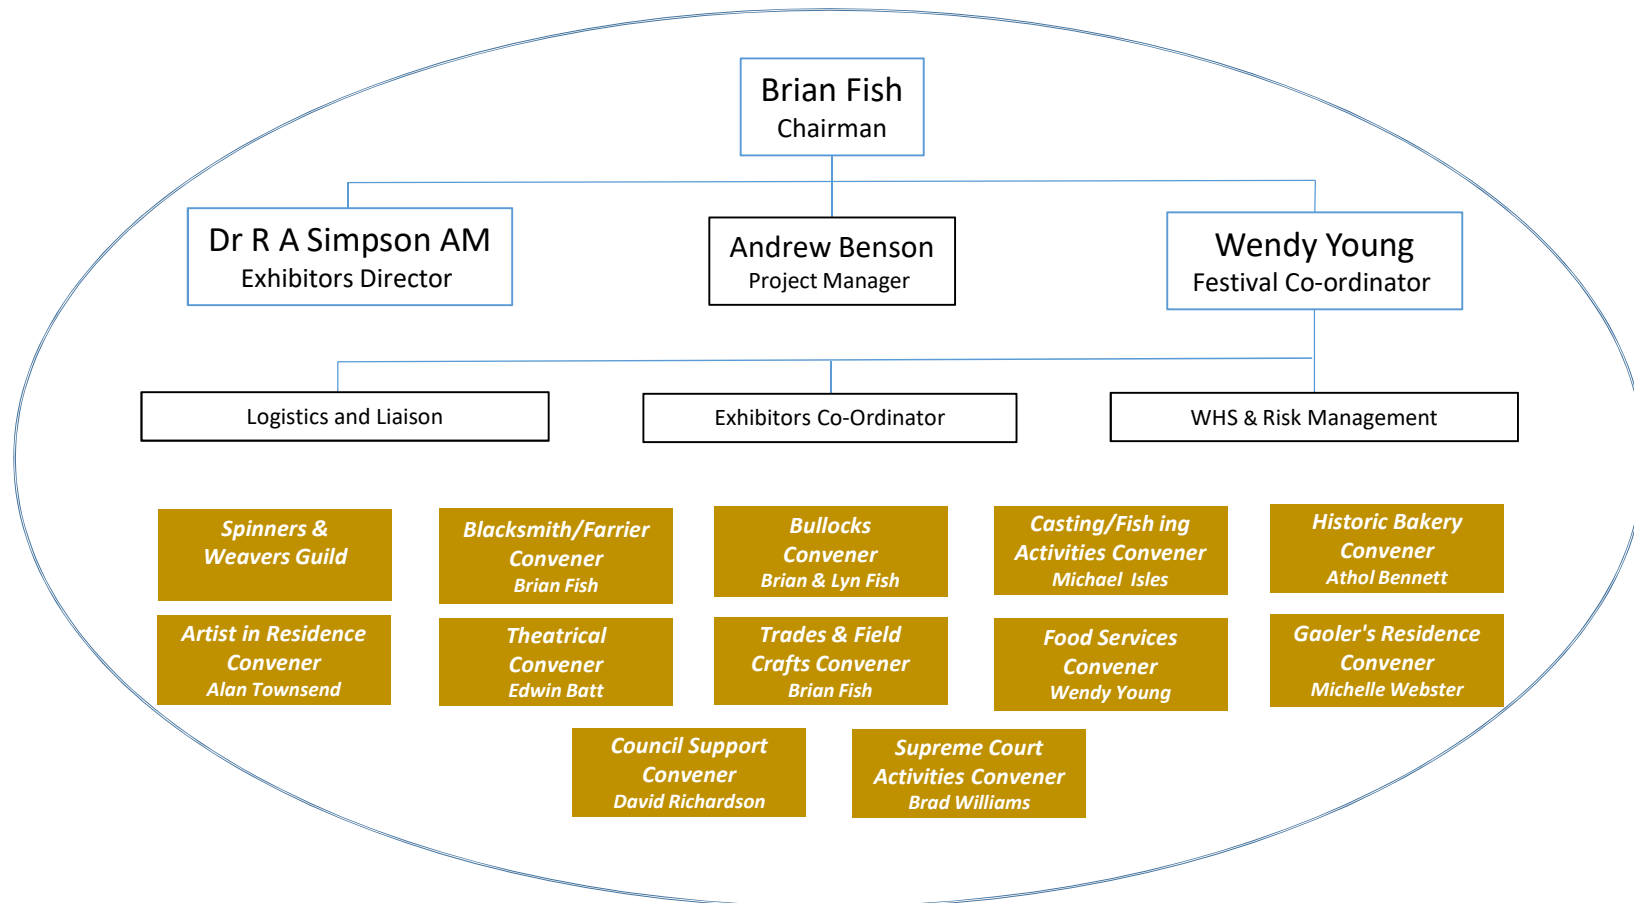 Brian Fish
Chairman
Dr R A Simpson AM
Exhibitors Director
Andrew Benson
Project Manager
Wendy Young
Festival Co-ordinator
Logistics and Liaison
Exhibitors Co-Ordinator
WHS & Risk Management
Spinners &
Weavers Guild
Blacksmith/Farrier
Convener
Brian Fish
Bullocks
Convener
Brian & Lyn Fish
Casting/Fish ing
Activities Convener
Michael Isles
Historic Bakery
Convener
Athol Bennett
Artist in Residence
Convener
Alan Townsend
Theatrical
Convener
Edwin Batt
Trades & Field
Crafts Convener
Brian Fish
Food Services
Convener
Wendy Young
Gaoler's Residence
Convener
Michelle Webster
Council Support
Convener
David Richardson
Supreme Court
Activities Convener
Brad Williams